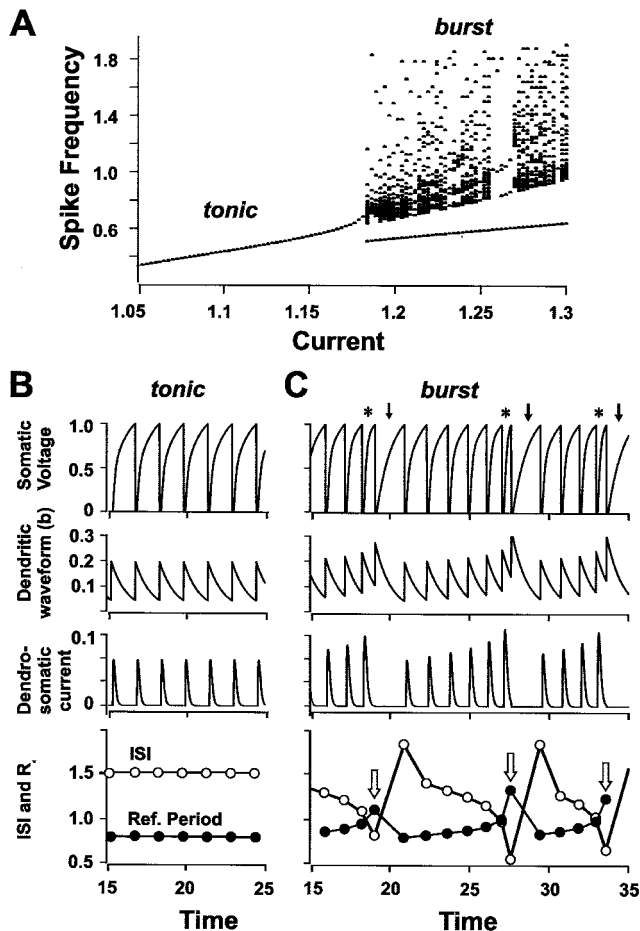 A
burst
1.8
1.4
1.0
0.6
Spike Frequency
tonic
1.05
1.1
1.15
1.2
1.25
1.3
Current
B
tonic
C
burst
* * *
Somatic
Voltage
1.0
0.5
0
Dendritic
waveform (b)
0.3
0.2
0.1
Dendro-
somatic
current
0.1
0
ISI and R
ISI
Ref. Period
1.5
1.0
0.5
15
20
25
Time
15
20
25
30
35
Time